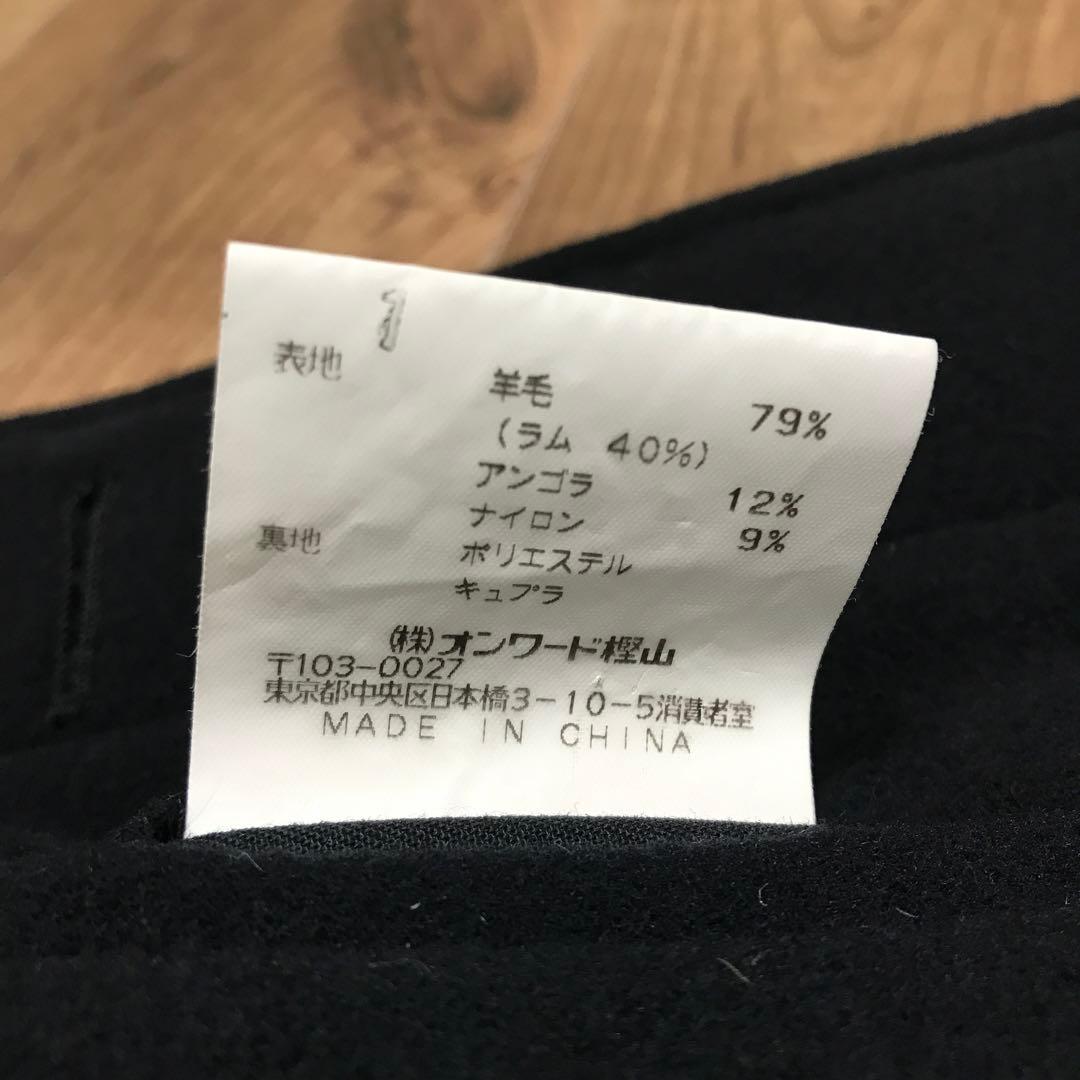 1
表地 羊毛 79%
(ラム 40%)
アンゴラ 12%
ナイロン 9%
裏地 ポリエステル
キュプラ
(株)オンワード樫山
〒103-0027
東京都中央区日本橋3-10-5消費者室
MADE IN CHINA